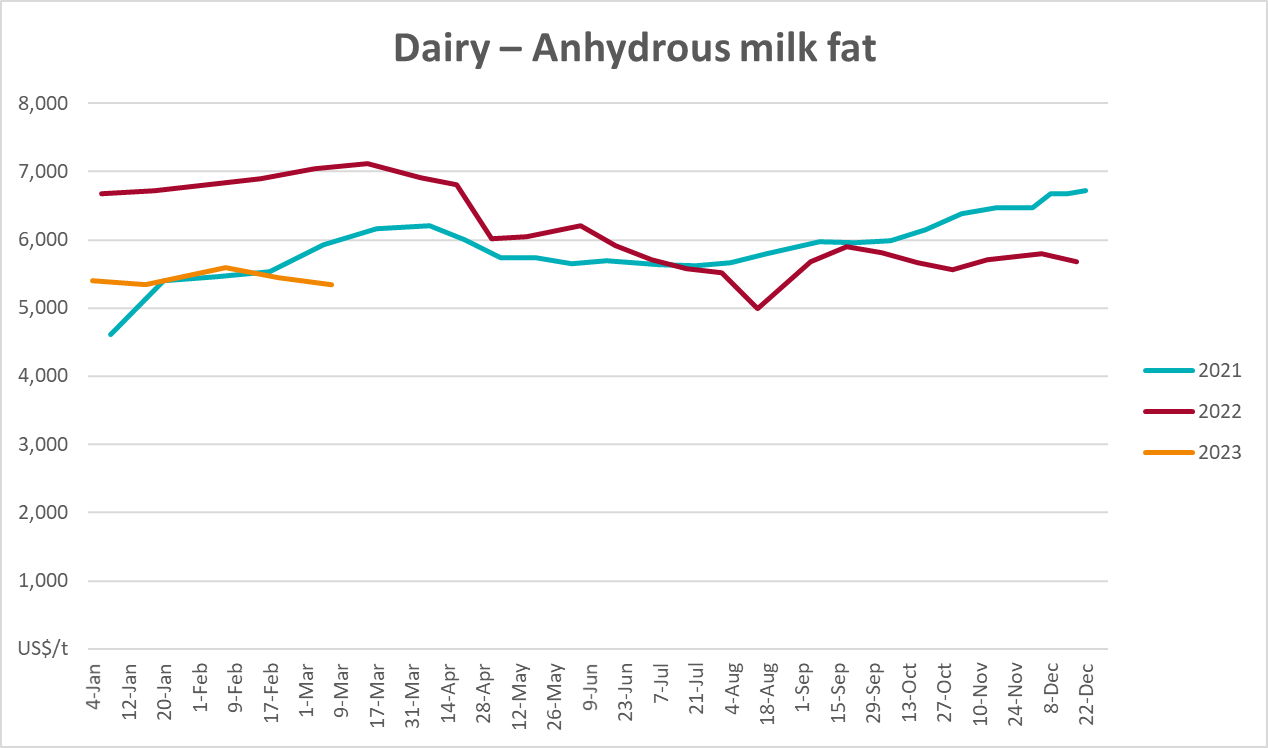 Dairy – Anhydrous milk fat
8,000
7,000
6,000
5,000
4,000
3,000
2,000
1,000
US$/t
4-Jan
12-Jan
20-Jan
1-Feb
9-Feb
17-Feb
1-Mar
9-Mar
17-Mar
31-Mar
14-Apr
28-Apr
12-May
26-May
9-Jun
23-Jun
7-Jul
21-Jul
4-Aug
18-Aug
1-Sep
15-Sep
29-Sep
13-Oct
27-Oct
10-Nov
24-Nov
8-Dec
22-Dec
2021
2022
2023